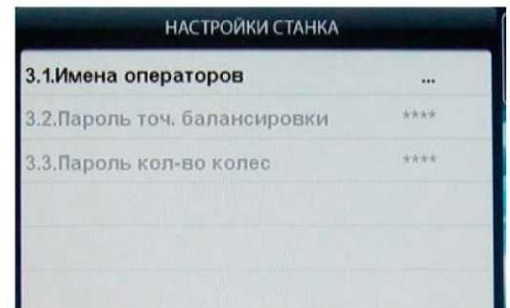 НАСТРОЙКИ СТАНКА
3.1.Имена операторов ...
3.2.Пароль точ. балансировки ****
3.3.Пароль кол-во колес ****